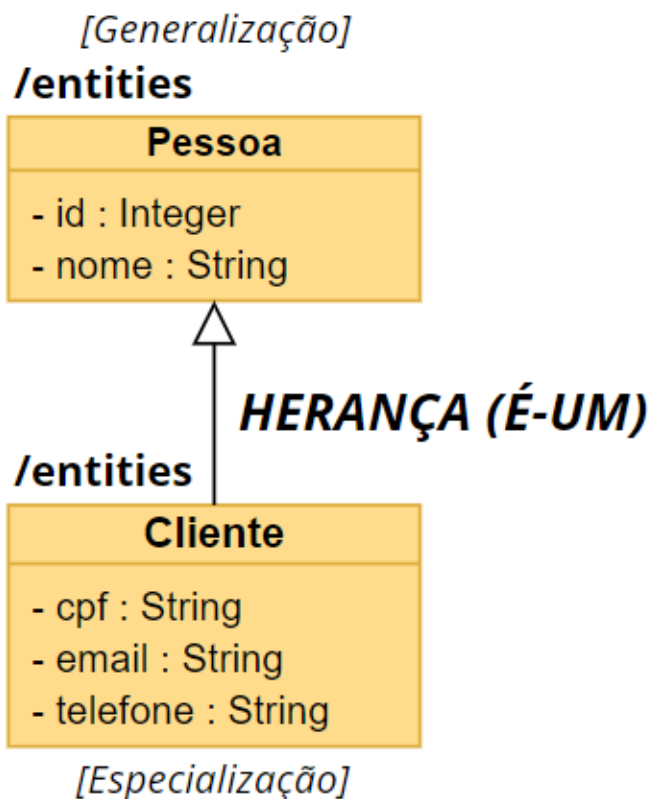 [Generalização]
/entities
Pessoa
- id : Integer
- nome : String
HERANÇA (É-UM)
/entities
Cliente
- cpf : String
- email : String
- telefone : String
[Especialização]